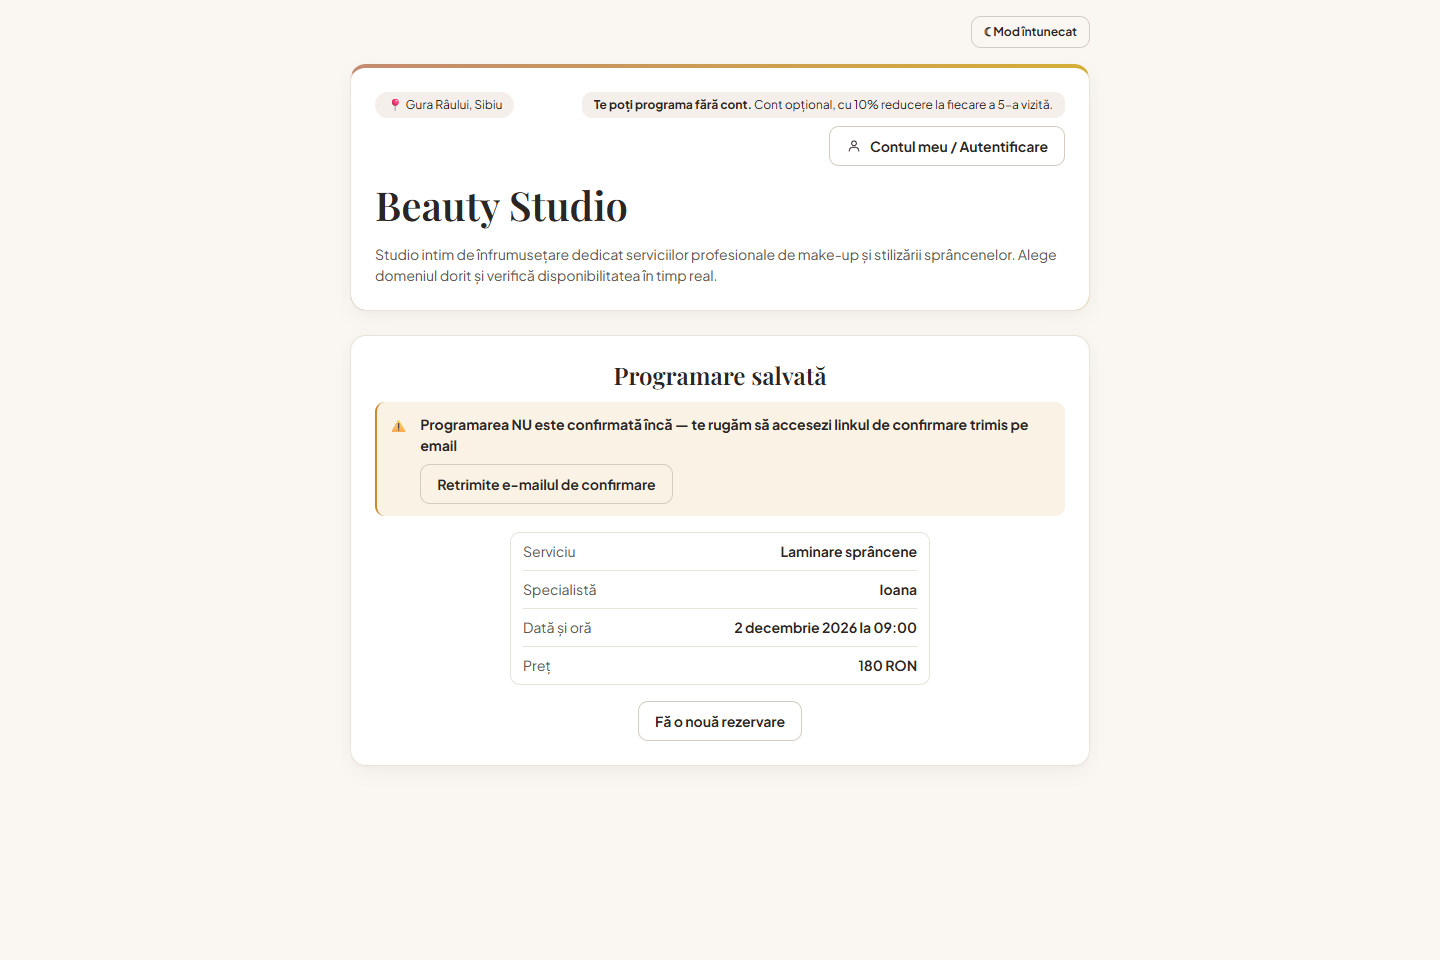 Mod întunecat
Gura Râului, Sibiu
Te poți programa fără cont. Cont opțional, cu 10% reducere la fiecare a 5-a vizită.
Contul meu / Autentificare
Beauty Studio
Studio intim de înfrumusețare dedicat serviciilor profesionale de make-up și stilizării sprâncenelor. Alege
domeniul dorit și verifică disponibilitatea în timp real.
Programare salvată
Programarea NU este confirmată încă — te rugăm să accesezi linkul de confirmare trimis pe
email
Retrimite e-mailul de confirmare
Serviciu Laminare sprâncene
Specialistă Ioana
Dată și oră 2 decembrie 2026 la 09:00
Preț 180 RON
Fă o nouă rezervare